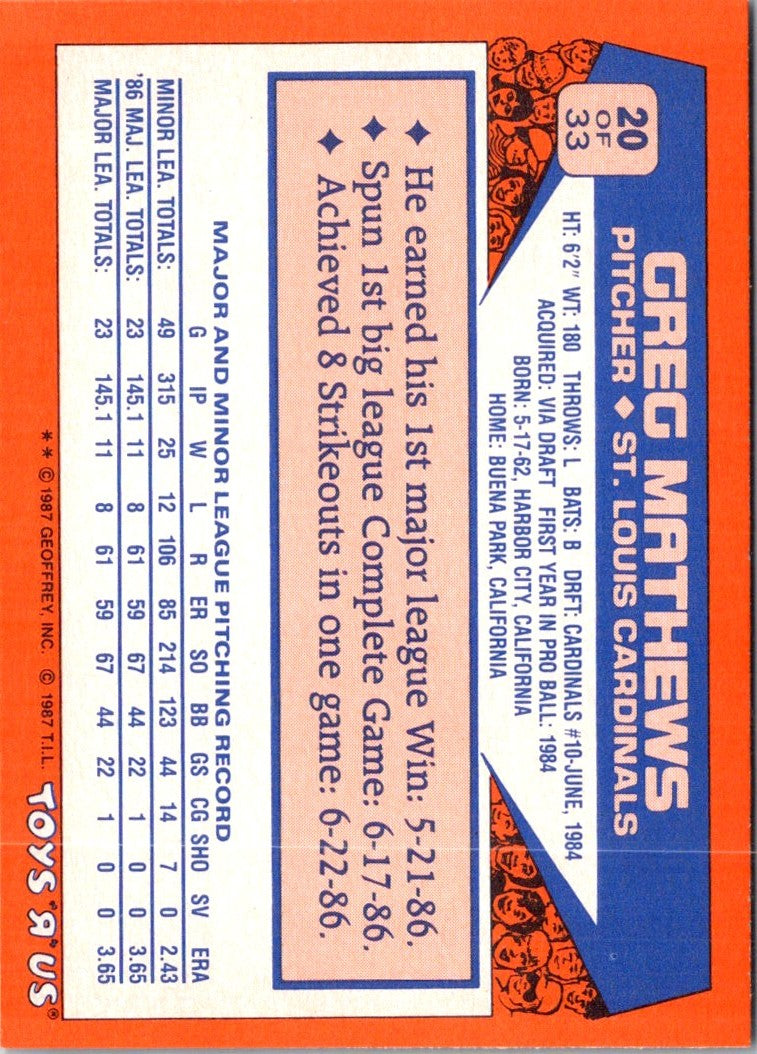 20
OF
33
GREG MATHEWS
PITCHER ♦ ST. LOUIS CARDINALS
HT: 6'2" WT: 180 THROWS: L BATS: B DRFT: CARDINALS #10-JUNE, 1984
ACQUIRED: VIA DRAFT FIRST YEAR IN PRO BALL: 1984
BORN: 5-17-62, HARBOR CITY, CALIFORNIA
HOME: BUENA PARK, CALIFORNIA
♦ He earned his 1st major league Win: 5-21-86.
♦ Spun 1st big league Complete Game: 6-17-86.
♦ Achieved 8 Strikeouts in one game: 6-22-86.
MAJOR AND MINOR LEAGUE PITCHING RECORD
G IP W L R ER SO BB GS CG SHO SV ERA
MINOR LEA. TOTALS: 49 315 25 12 106 85 214 123 44 14 7 0 2.43
'86 MAJ. LEA. TOTALS: 23 145.1 11 8 61 59 67 44 22 1 0 0 3.65
MAJOR LEA. TOTALS: 23 145.1 11 8 61 59 67 44 22 1 0 0 3.65
** © 1987 GEOFFREY, INC. © 1987 T.I.L. TOYS "Я" US®